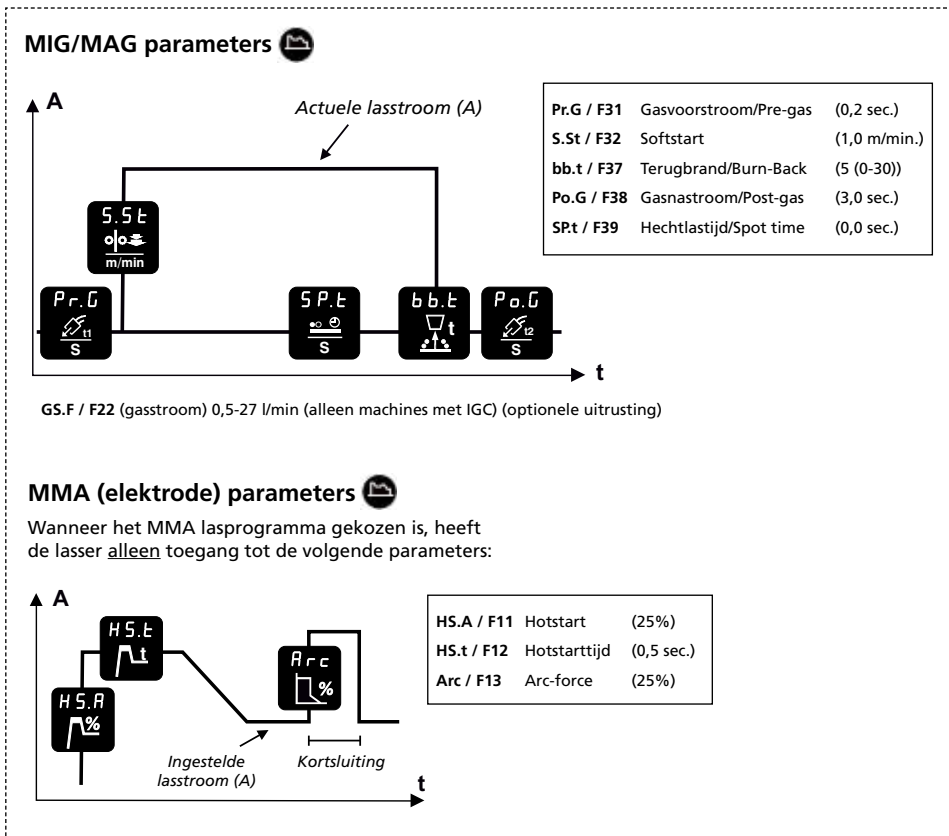 MIG/MAG parameters
A
Actuele lasstroom (A)
Pr.G / F31 Gasvoorstroom/Pre-gas (0,2 sec.)
S.St / F32 Softstart (1,0 m/min.)
bb.t / F37 Terugbrand/Burn-Back (5 (0-30))
Po.G / F38 Gasnastroom/Post-gas (3,0 sec.)
SP.t / F39 Hechtlastijd/Spot time (0,0 sec.)
S.St
m/min
Pr.G
t1
S
SP.t
S
bb.t
t
Po.G
t2
S
t
GS.F / F22 (gasstroom) 0,5-27 l/min (alleen machines met IGC) (optionele uitrusting)
MMA (elektrode) parameters
Wanneer het MMA lasprogramma gekozen is, heeft
de lasser alleen toegang tot de volgende parameters:
A
HS.t
t
HS.A
%
Arc
%
HS.A / F11 Hotstart (25%)
HS.t / F12 Hotstarttijd (0,5 sec.)
Arc / F13 Arc-force (25%)
Ingestelde
lasstroom (A)
Kortsluiting
t